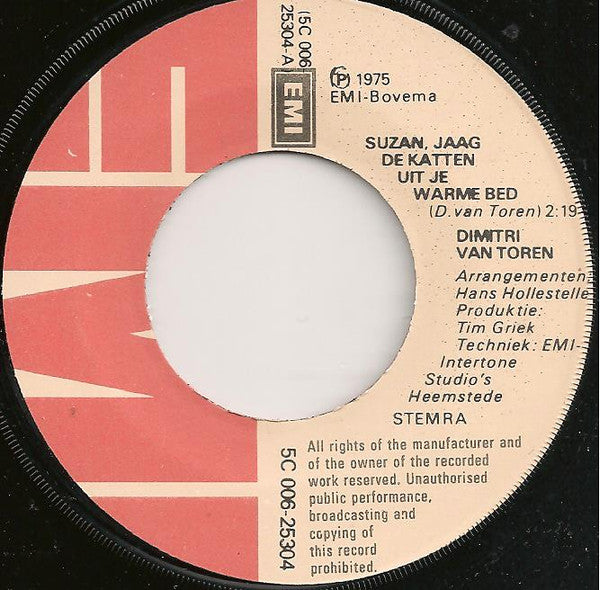 (5C 006
25304-A)
EMI
Ⓟ 1975
EMI-Bovema
SUZAN, JAAG
DE KATTEN
UIT JE
WARME BED
(D. van Toren) 2:19
DIMITRI
VAN TOREN
Arrangementen:
Hans Hollestelle
Produktie:
Tim Griek
Techniek: EMI-
Intertone
Studio's
Heemstede
STEMRA
5C 006-25304
All rights of the manufacturer and
of the owner of the recorded
work reserved. Unauthorised
public performance,
broadcasting and
copying of
this record
prohibited.
EMI